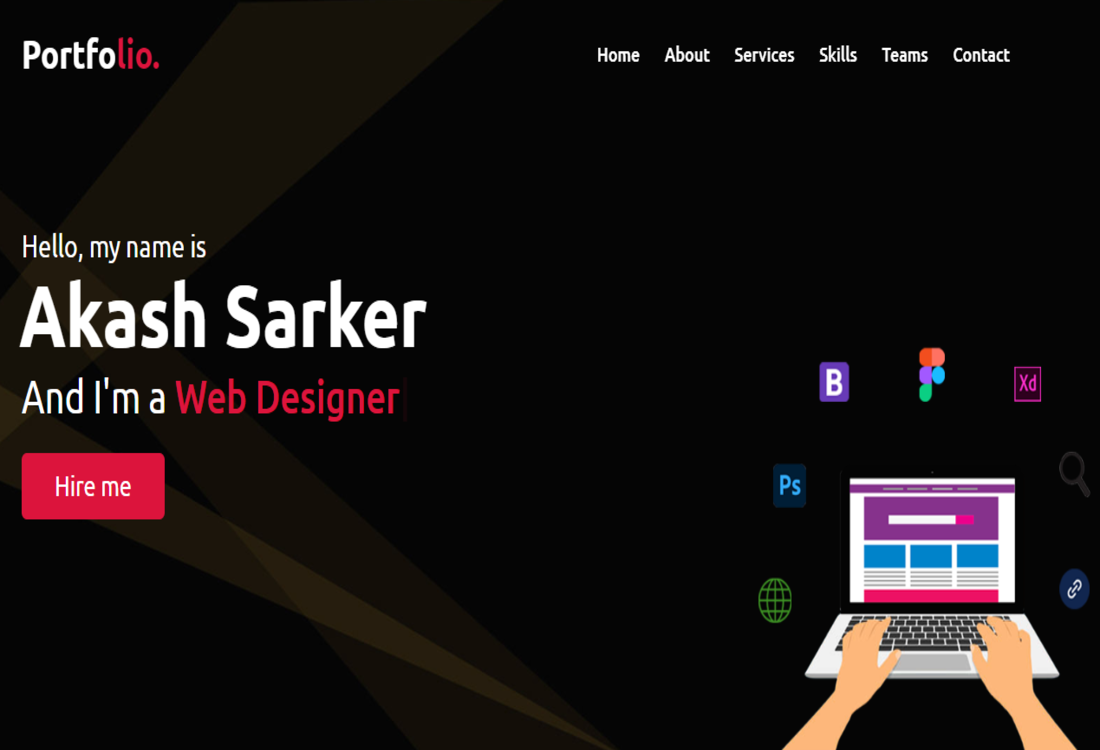 Portfolio.
Home About Services Skills Teams Contact
Hello, my name is
Akash Sarker
And I'm a Web Designer
Hire me
B
Xd
Ps